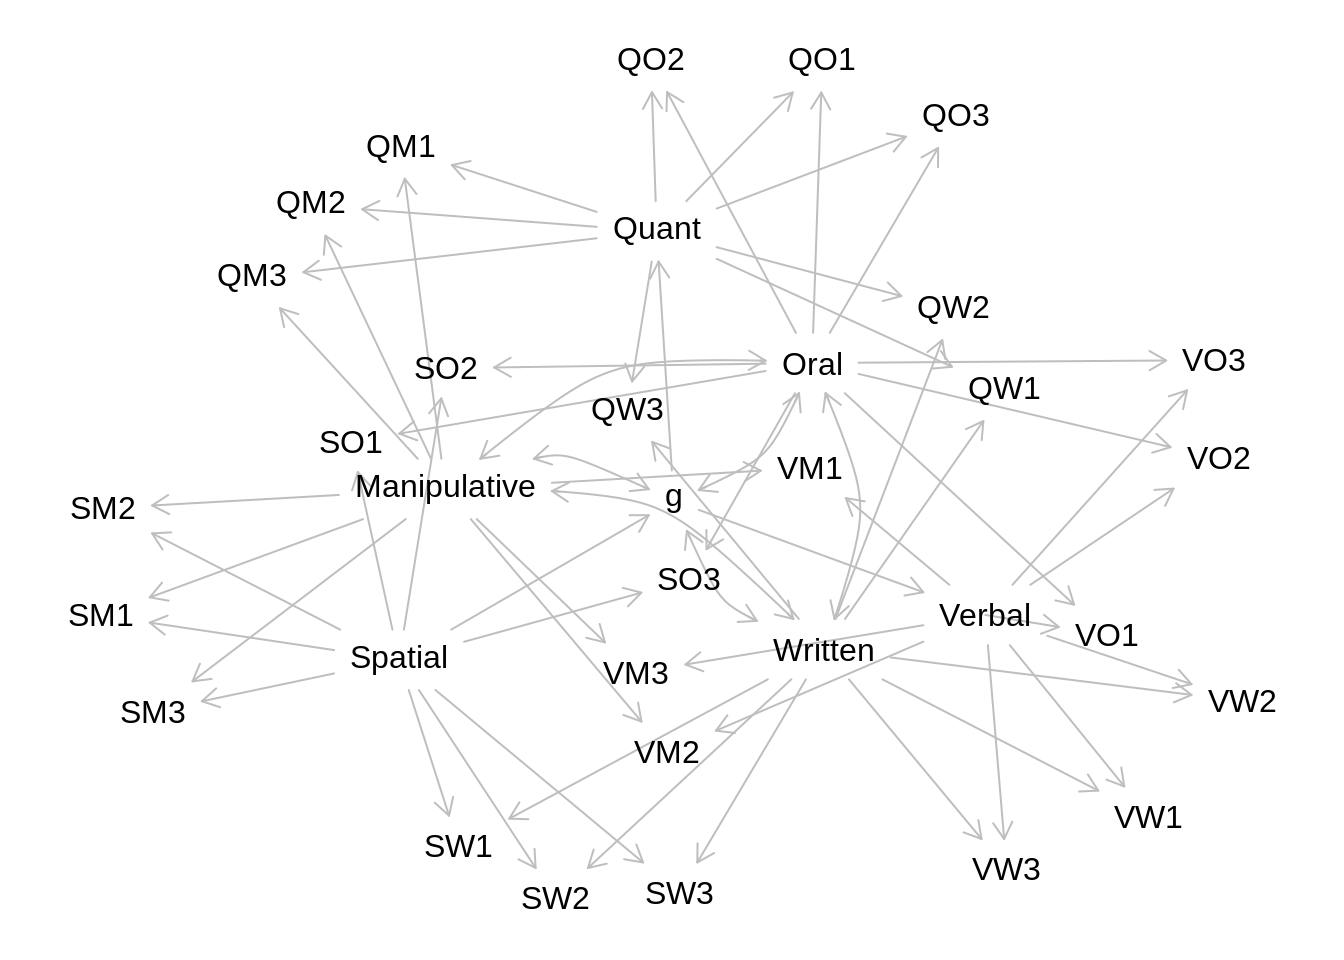 QO2
QO1
QO3
QM1
QM2
Quant
QM3
QW2
SO2
Oral
VO3
QW1
QW3
SO1
VM1
VO2
Manipulative
g
SM2
SO3
SM1
Verbal
VO1
Spatial
Written
VM3
VW2
SM3
VM2
VW1
SW1
VW3
SW2
SW3